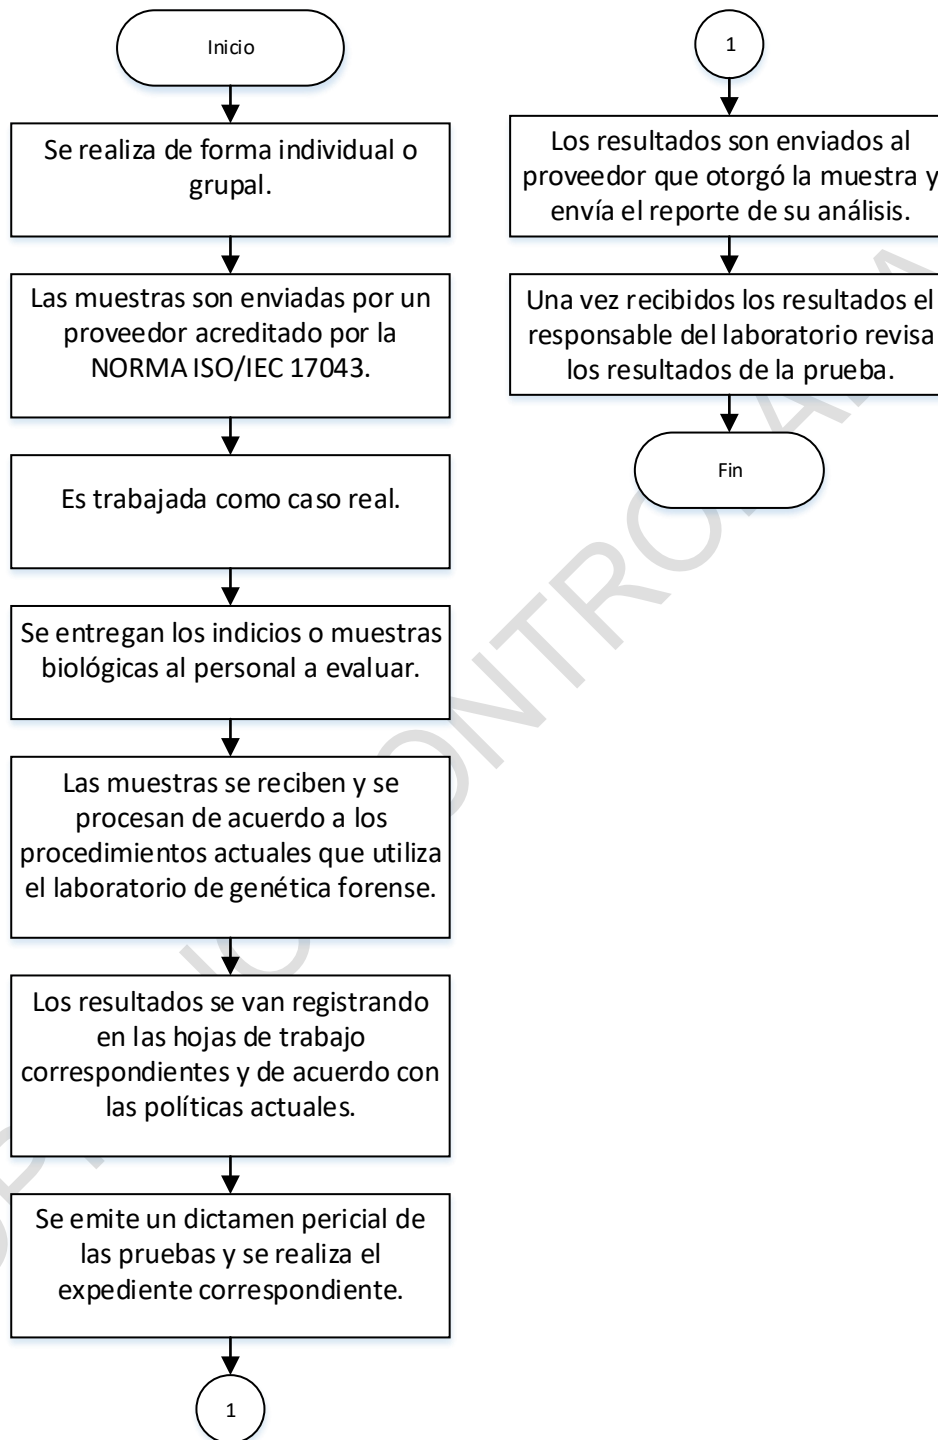 Inicio
Se realiza de forma individual o
grupal.
Las muestras son enviadas por un
proveedor acreditado por la
NORMA ISO/IEC 17043.
Es trabajada como caso real.
Se entregan los indicios o muestras
biológicas al personal a evaluar.
Las muestras se reciben y se
procesan de acuerdo a los
procedimientos actuales que utiliza
el laboratorio de genética forense.
Los resultados se van registrando
en las hojas de trabajo
correspondientes y de acuerdo con
las políticas actuales.
Se emite un dictamen pericial de
las pruebas y se realiza el
expediente correspondiente.
1
1
Los resultados son enviados al
proveedor que otorgó la muestra y
envía el reporte de su análisis.
Una vez recibidos los resultados el
responsable del laboratorio revisa
los resultados de la prueba.
Fin